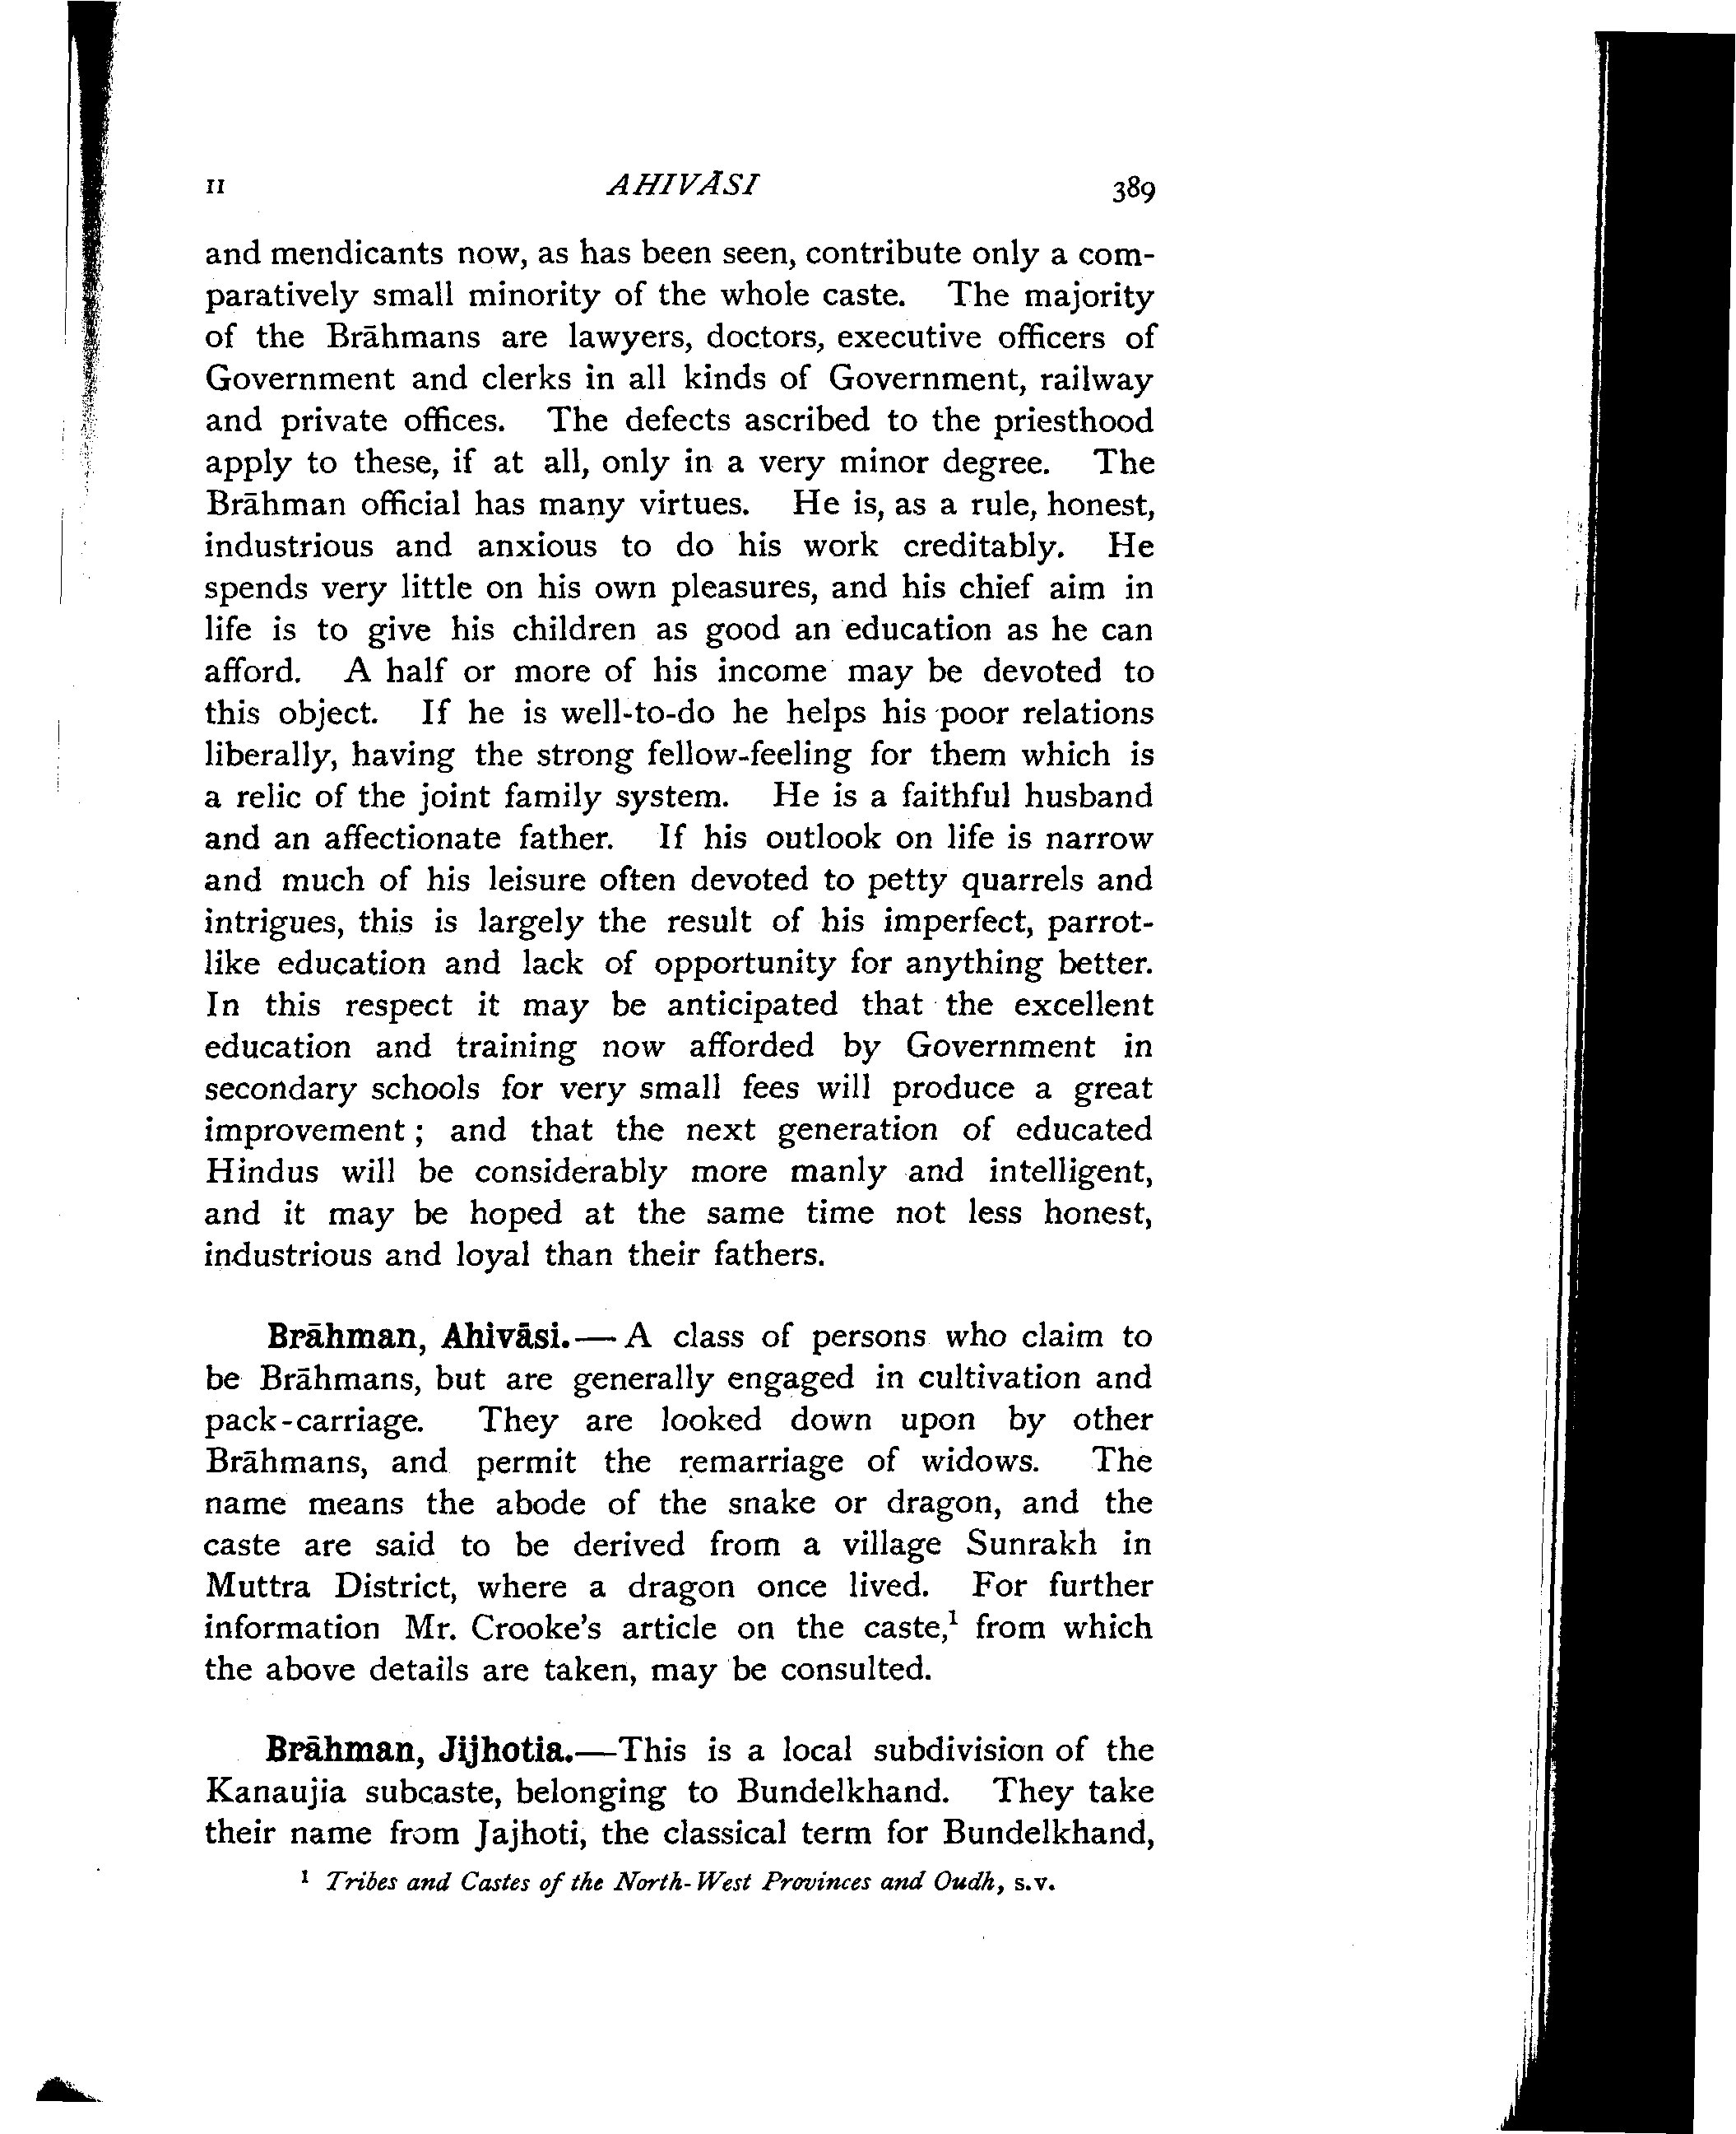 II AHIVĀSI 389
and mendicants now, as has been seen, contribute only a com-
paratively small minority of the whole caste. The majority
of the Brāhmans are lawyers, doctors, executive officers of
Government and clerks in all kinds of Government, railway
and private offices. The defects ascribed to the priesthood
apply to these, if at all, only in a very minor degree. The
Brāhman official has many virtues. He is, as a rule, honest,
industrious and anxious to do his work creditably. He
spends very little on his own pleasures, and his chief aim in
life is to give his children as good an education as he can
afford. A half or more of his income may be devoted to
this object. If he is well-to-do he helps his poor relations
liberally, having the strong fellow-feeling for them which is
a relic of the joint family system. He is a faithful husband
and an affectionate father. If his outlook on life is narrow
and much of his leisure often devoted to petty quarrels and
intrigues, this is largely the result of his imperfect, parrot-
like education and lack of opportunity for anything better.
In this respect it may be anticipated that the excellent
education and training now afforded by Government in
secondary schools for very small fees will produce a great
improvement ; and that the next generation of educated
Hindus will be considerably more manly and intelligent,
and it may be hoped at the same time not less honest,
industrious and loyal than their fathers.
Brāhman, Ahivāsi.—A class of persons who claim to
be Brāhmans, but are generally engaged in cultivation and
pack-carriage. They are looked down upon by other
Brāhmans, and permit the remarriage of widows. The
name means the abode of the snake or dragon, and the
caste are said to be derived from a village Sunrakh in
Muttra District, where a dragon once lived. For further
information Mr. Crooke's article on the caste,¹ from which
the above details are taken, may be consulted.
Brāhman, Jijhotia.—This is a local subdivision of the
Kanaujia subcaste, belonging to Bundelkhand. They take
their name from Jajhoti, the classical term for Bundelkhand,
¹ Tribes and Castes of the North-West Provinces and Oudh, s.v.